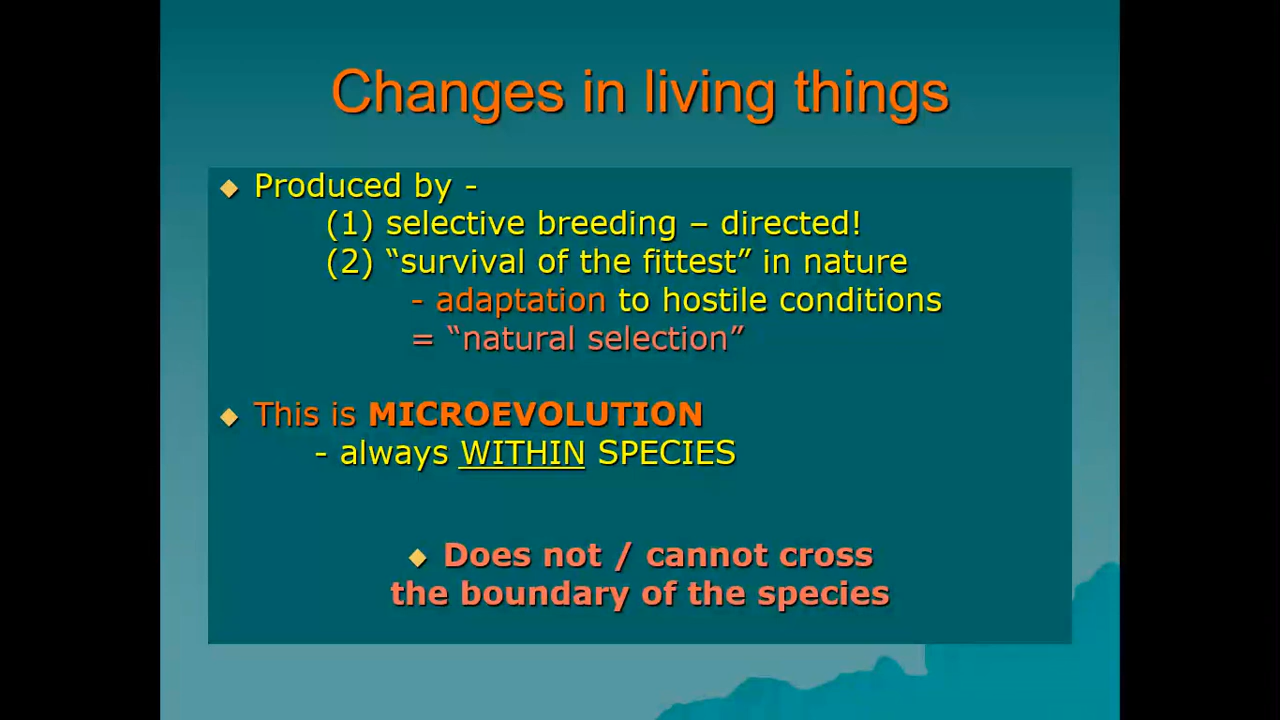 Changes in living things
Produced by -
(1) selective breeding – directed!
(2) “survival of the fittest” in nature
- adaptation to hostile conditions
= “natural selection”
This is MICROEVOLUTION
- always WITHIN SPECIES
Does not / cannot cross
the boundary of the species